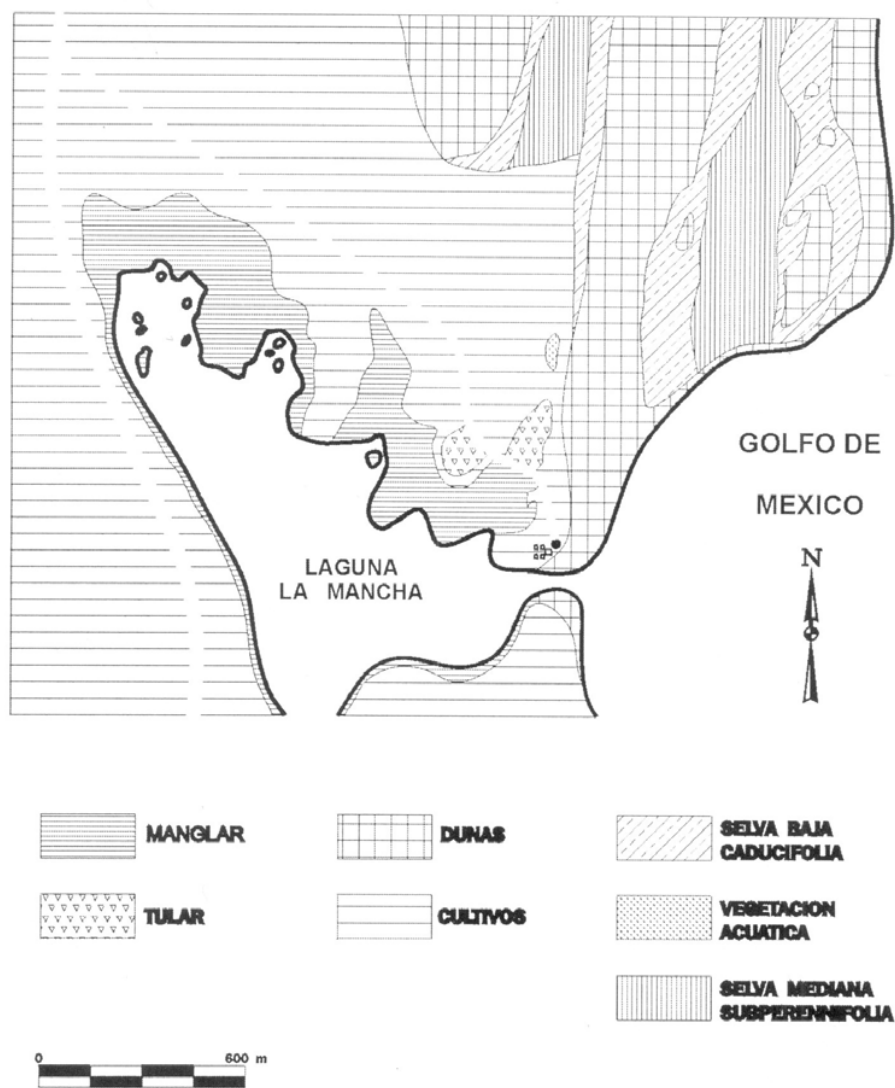 GOLFO DE
MEXICO
N
LAGUNA
LA MANCHA
MANGLAR
DUNAS
SELVA BAJA
CADUCIFOLIA
TULAR
CULTIVOS
VEGETACION
ACUATICA
SELVA MEDIANA
SUBPERENNIFOLIA
0 600 m